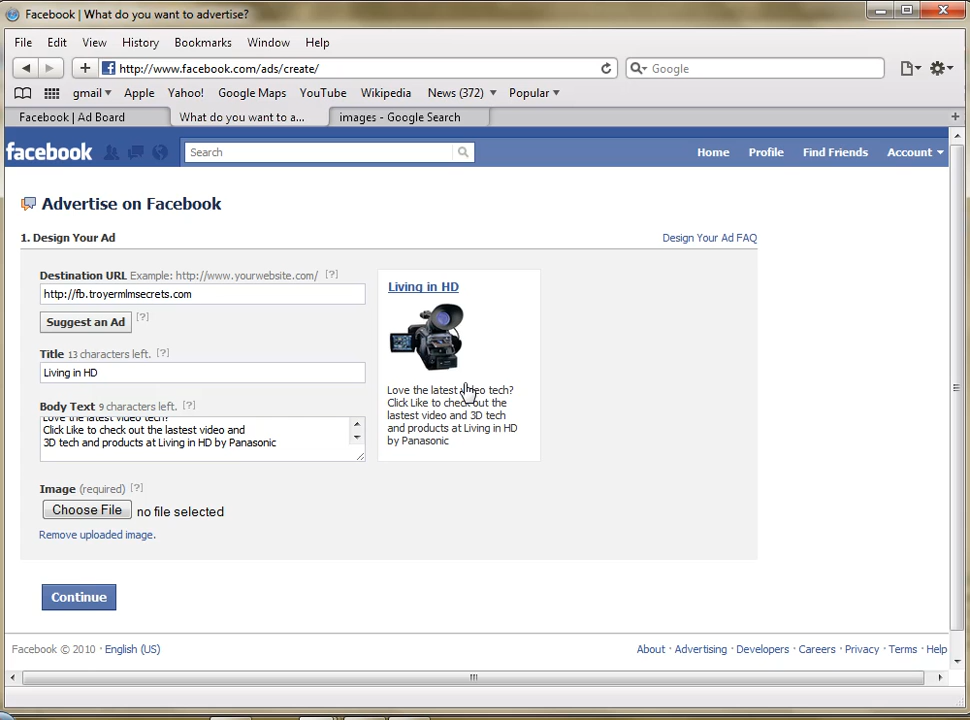 Facebook | What do you want to advertise?
File Edit View History Bookmarks Window Help
http://www.facebook.com/ads/create/ Google
gmail Apple Yahoo! Google Maps YouTube Wikipedia News (372) Popular
Facebook | Ad Board What do you want to a... images - Google Search
facebook Search Home Profile Find Friends Account
Advertise on Facebook
1. Design Your Ad Design Your Ad FAQ
Destination URL Example: http://www.yourwebsite.com/ [?]
http://fb.troyermlmsecrets.com
Suggest an Ad [?]
Title 13 characters left. [?]
Living in HD
Body Text 9 characters left. [?]
Love the latest video tech?
Click Like to check out the lastest video and
3D tech and products at Living in HD by Panasonic
Image (required) [?]
Choose File no file selected
Remove uploaded image.
Living in HD
Love the latest video tech?
Click Like to check out the
lastest video and 3D tech
and products at Living in HD
by Panasonic
Continue
Facebook © 2010 · English (US) About · Advertising · Developers · Careers · Privacy · Terms · Help